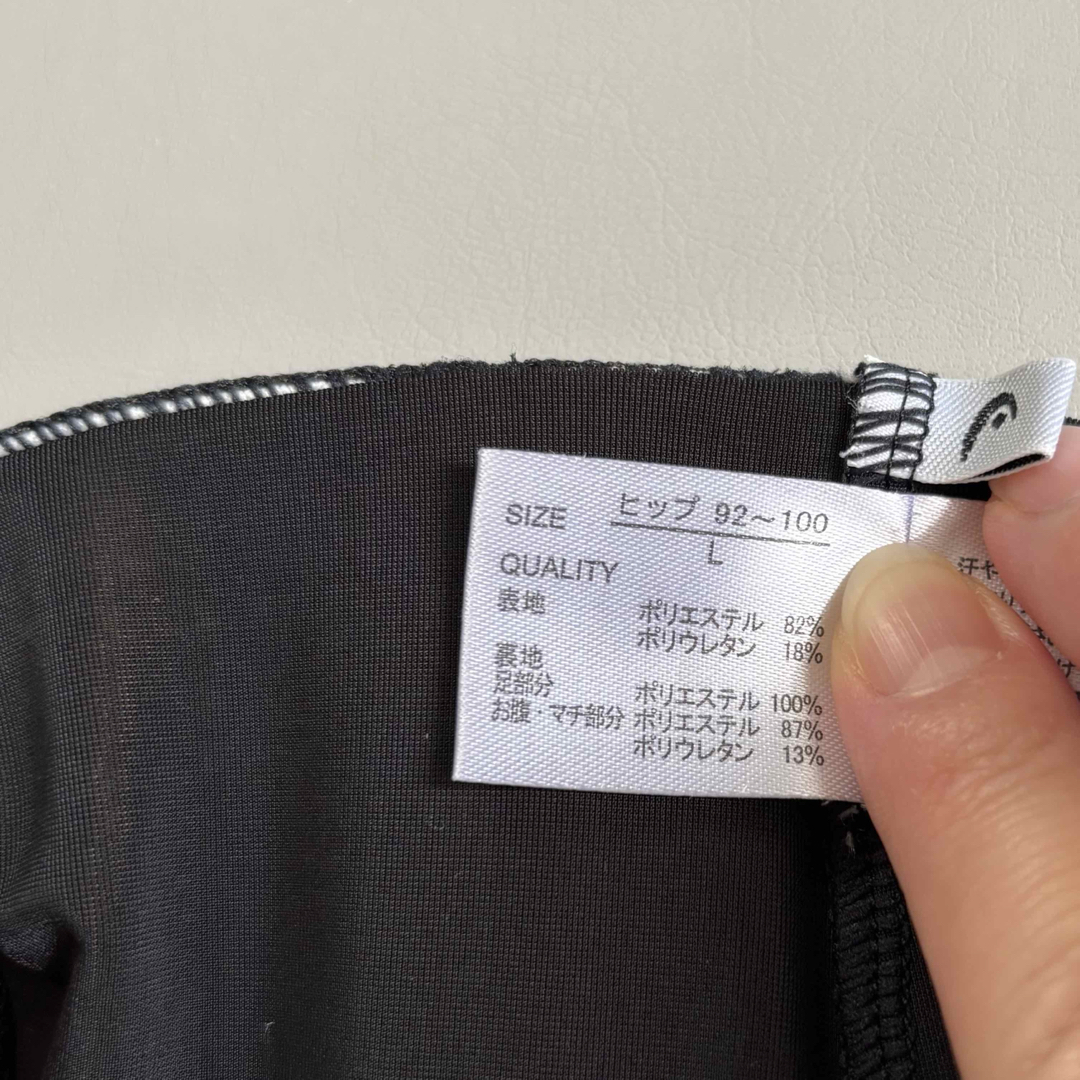 SIZE ヒップ 92～100
L
QUALITY
表地 ポリエステル 82%
ポリウレタン 18%
裏地
足部分 ポリエステル 100%
お腹・マチ部分 ポリエステル 87%
ポリウレタン 13%
汗や